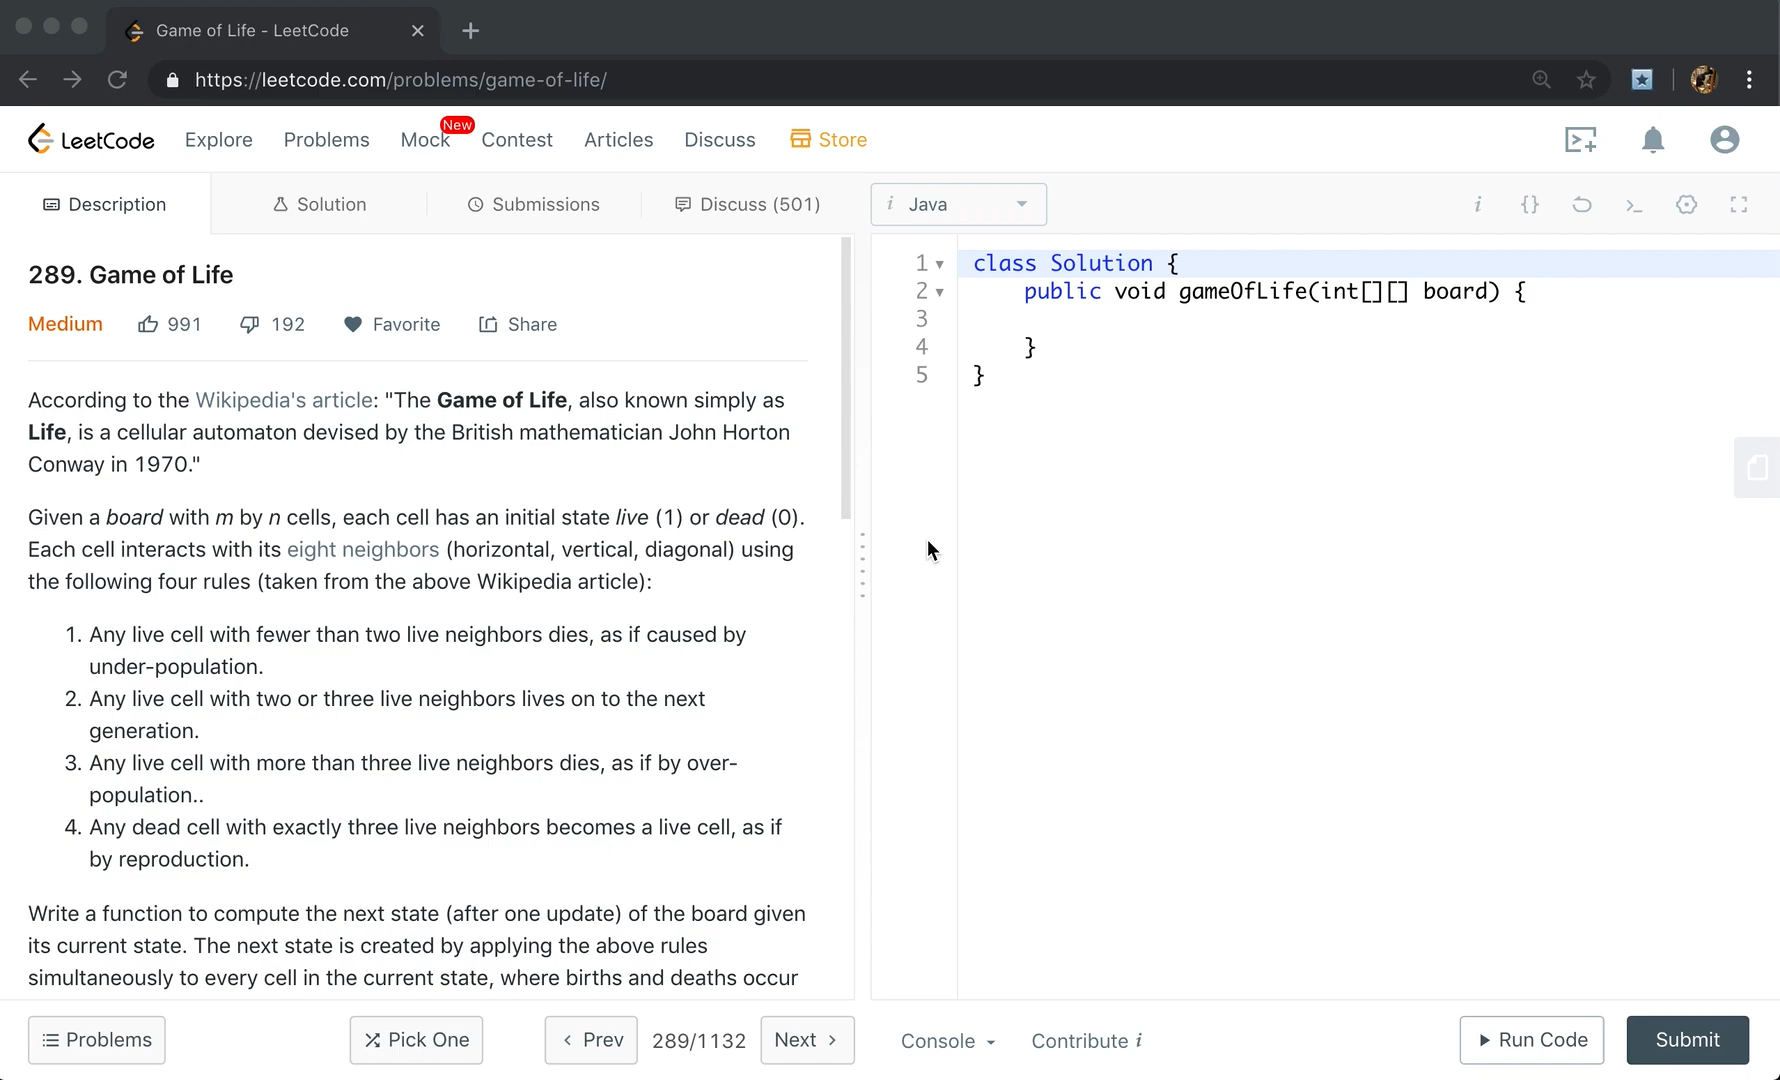 Game of Life - LeetCode
https://leetcode.com/problems/game-of-life/
LeetCode Explore Problems Mock New Contest Articles Discuss Store
Description Solution Submissions Discuss (501) i Java i {}
289. Game of Life
Medium 991 192 Favorite Share
According to the Wikipedia's article: "The Game of Life, also known simply as
Life, is a cellular automaton devised by the British mathematician John Horton
Conway in 1970."
Given a board with m by n cells, each cell has an initial state live (1) or dead (0).
Each cell interacts with its eight neighbors (horizontal, vertical, diagonal) using
the following four rules (taken from the above Wikipedia article):
1. Any live cell with fewer than two live neighbors dies, as if caused by
under-population.
2. Any live cell with two or three live neighbors lives on to the next
generation.
3. Any live cell with more than three live neighbors dies, as if by over-
population..
4. Any dead cell with exactly three live neighbors becomes a live cell, as if
by reproduction.
Write a function to compute the next state (after one update) of the board given
its current state. The next state is created by applying the above rules
simultaneously to every cell in the current state, where births and deaths occur
1 class Solution {
2 public void gameOfLife(int[][] board) {
3
4 }
5 }
Problems Pick One Prev 289/1132 Next Console Contribute i Run Code Submit